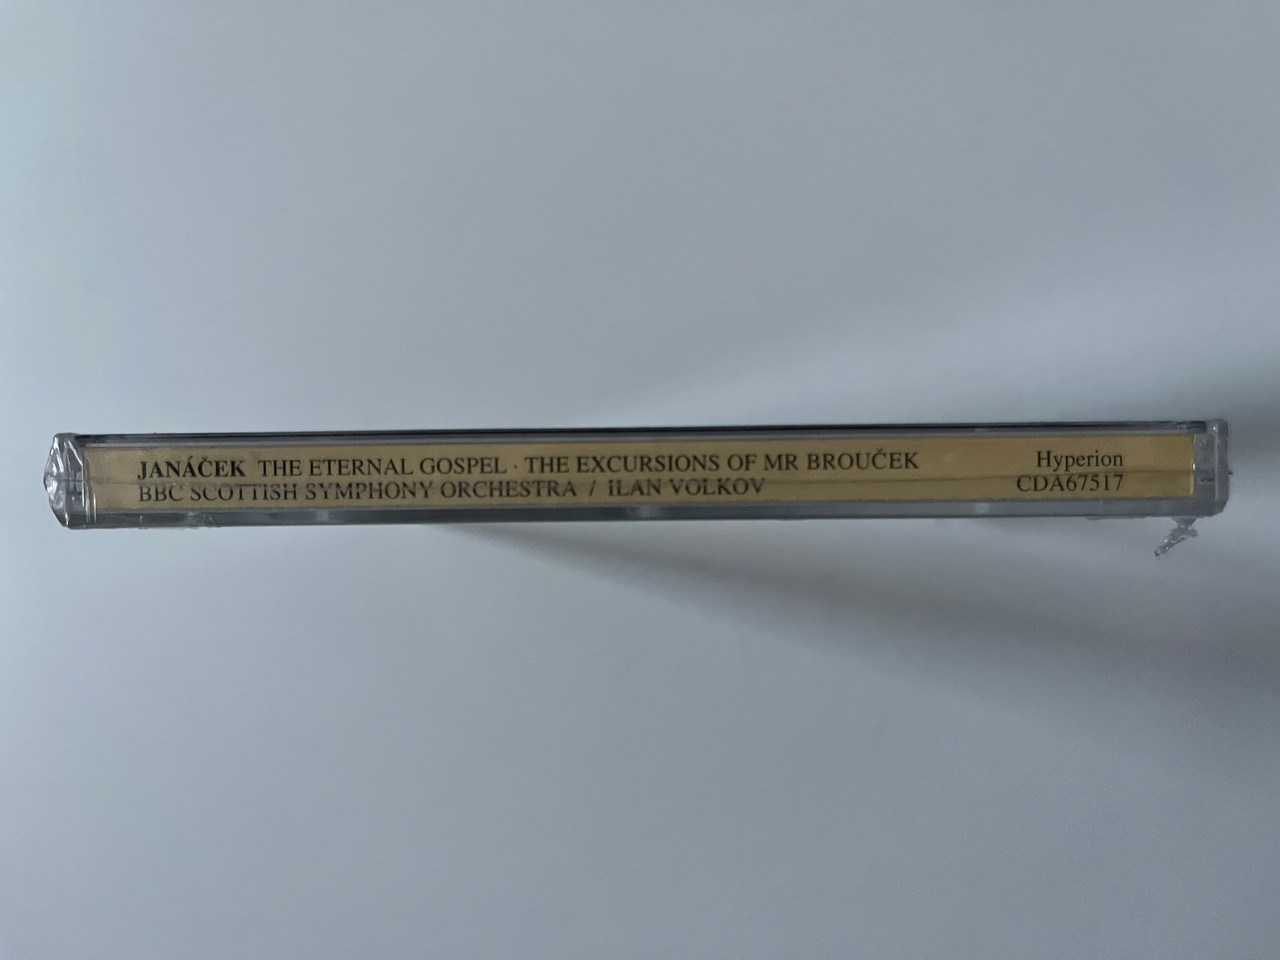 JANÁČEK THE ETERNAL GOSPEL · THE EXCURSIONS OF MR BROUČEK
BBC SCOTTISH SYMPHONY ORCHESTRA / ILAN VOLKOV
Hyperion
CDA67517